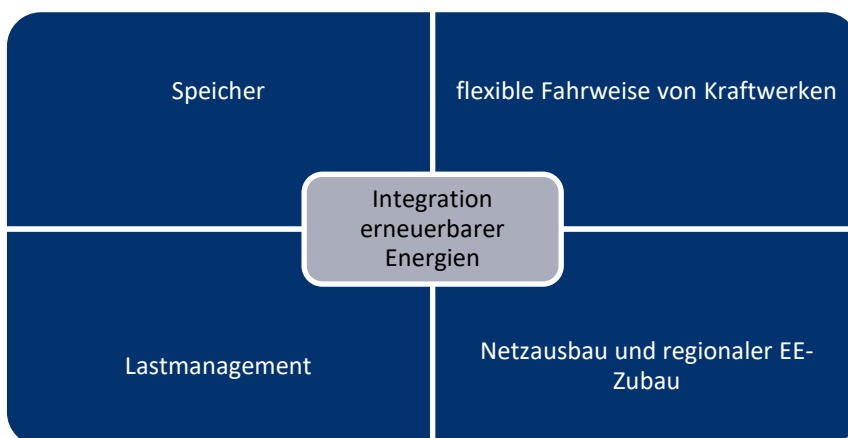 Speicher
flexible Fahrweise von Kraftwerken
Integration
erneuerbarer
Energien
Lastmanagement
Netzausbau und regionaler EE-
Zubau